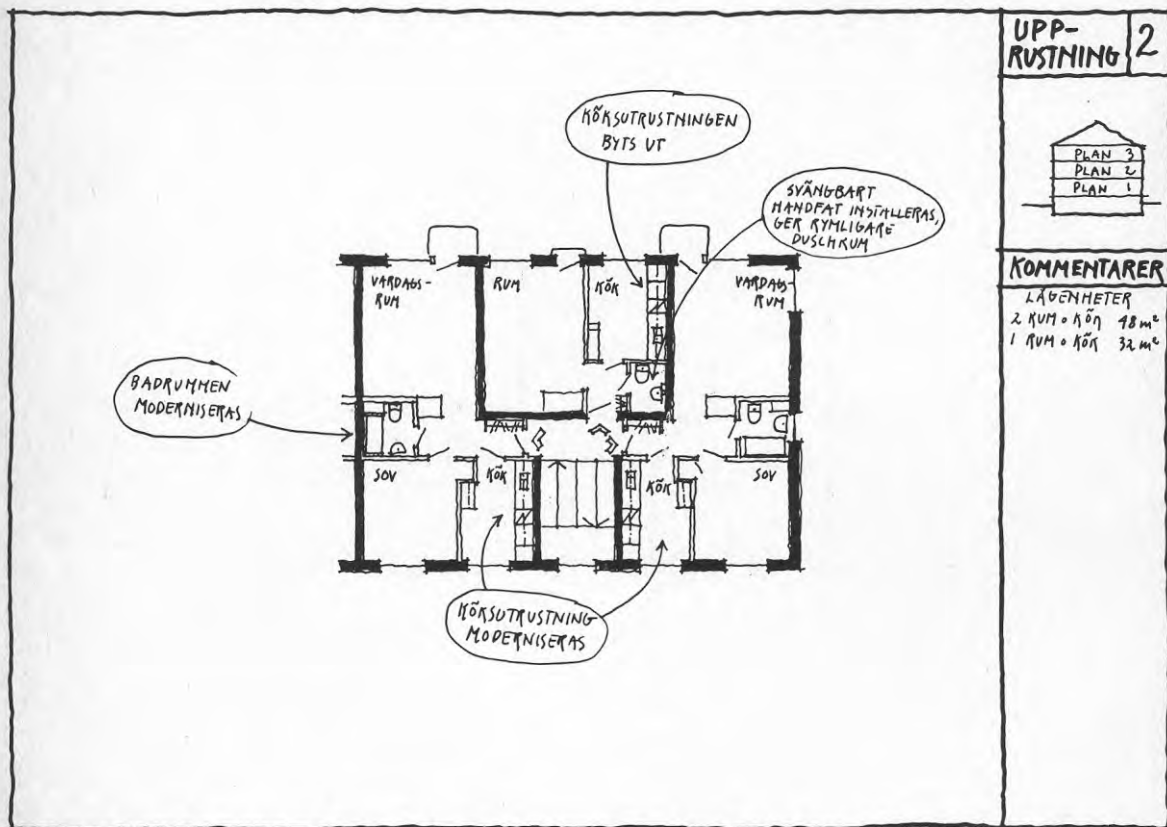 UPP-
RUSTNING 2
PLAN 3
PLAN 2
PLAN 1
KOMMENTARER
LÄGENHETER
2 RUM o KÖK 48 m²
1 RUM o KÖK 32 m²
KÖKSUTRUSTNINGEN
BYTS UT
SVÄNGBART
HANDFAT INSTALLERAS,
GER RYMLIGARE
DUSCHRUM
VARDAGS-
RUM
RUM
KÖK
VARDAGS-
RUM
BADRUMMEN
MODERNISERAS
SOV
KÖK
KÖK
SOV
KÖKSUTRUSTNING
MODERNISERAS